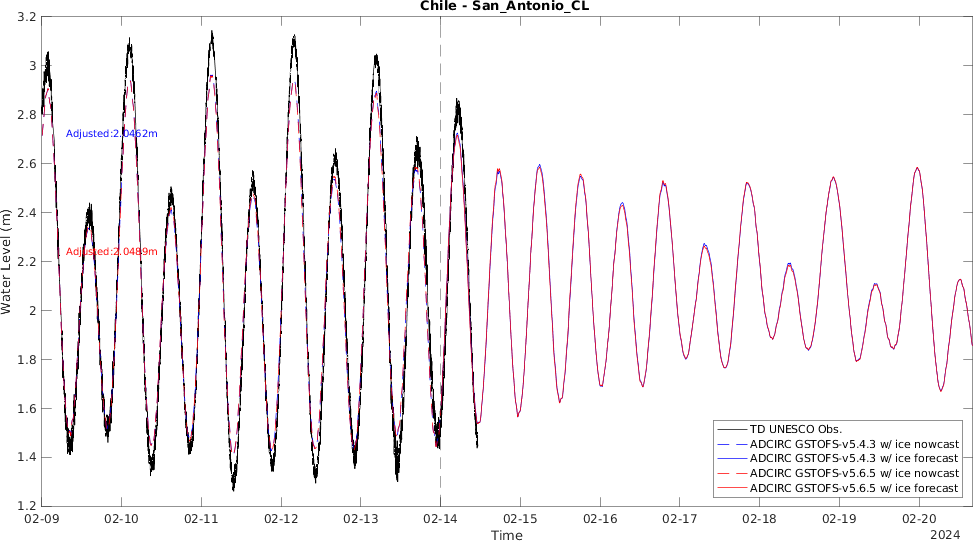 Chile - San_Antonio_CL
3.2
3
2.8
2.6
2.4
2.2
2
1.8
1.6
1.4
1.2
Water Level (m)
Adjusted:2.0462m
Adjusted:2.0489m
TD UNESCO Obs.
ADCIRC GSTOFS-v5.4.3 w/ ice nowcast
ADCIRC GSTOFS-v5.4.3 w/ ice forecast
ADCIRC GSTOFS-v5.6.5 w/ ice nowcast
ADCIRC GSTOFS-v5.6.5 w/ ice forecast
02-09 02-10 02-11 02-12 02-13 02-14 02-15 02-16 02-17 02-18 02-19 02-20
Time
2024